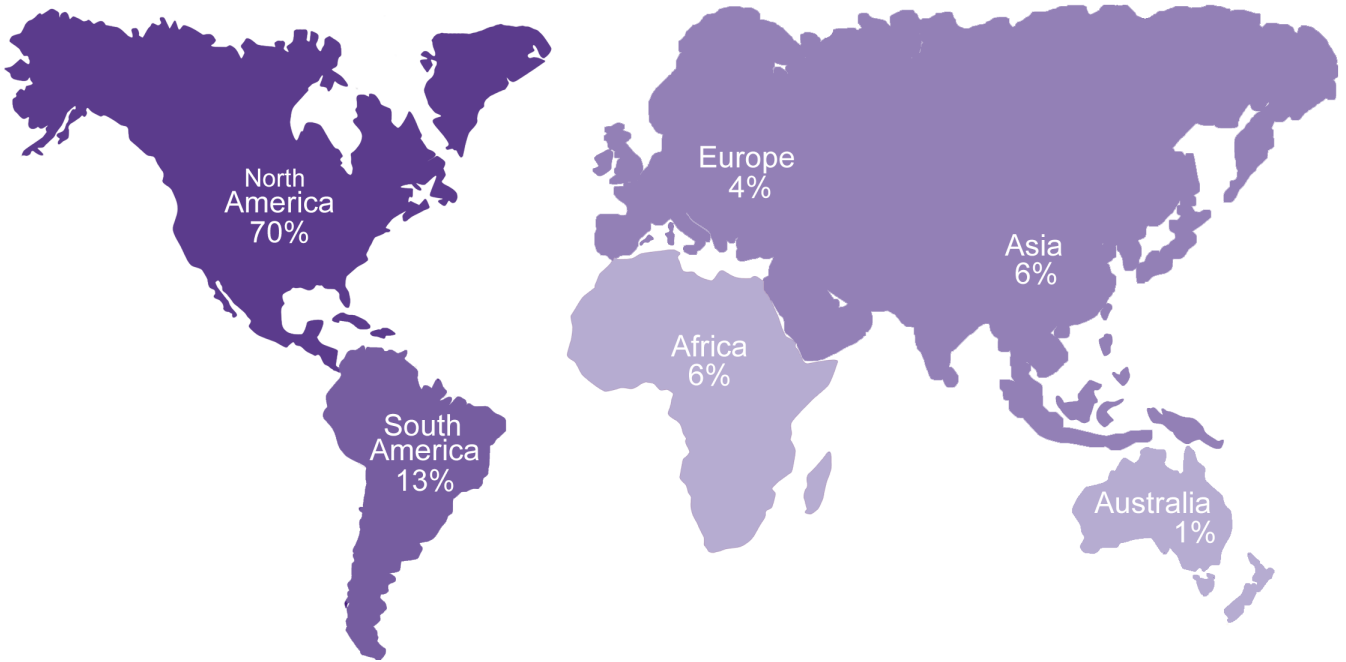 North
America
70%
South
America
13%
Europe
4%
Asia
6%
Africa
6%
Australia
1%